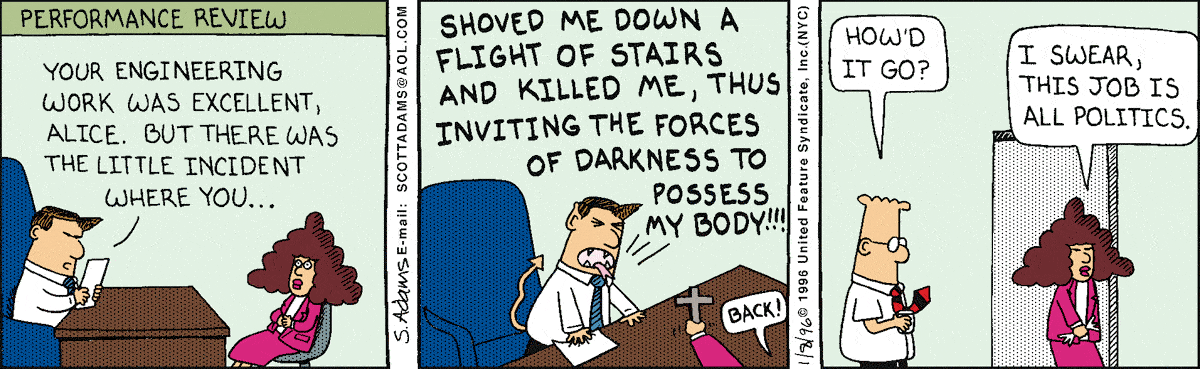 PERFORMANCE REVIEW
YOUR ENGINEERING
WORK WAS EXCELLENT,
ALICE. BUT THERE WAS
THE LITTLE INCIDENT
WHERE YOU...
S. Adams
E-mail: SCOTTADAMS@AOL.COM
SHOVED ME DOWN A
FLIGHT OF STAIRS
AND KILLED ME, THUS
INVITING THE FORCES
OF DARKNESS TO
POSSESS
MY BODY!!!
BACK!
1/8/96 © 1996 United Feature Syndicate, Inc.(NYC)
HOW'D
IT GO?
I SWEAR,
THIS JOB IS
ALL POLITICS.